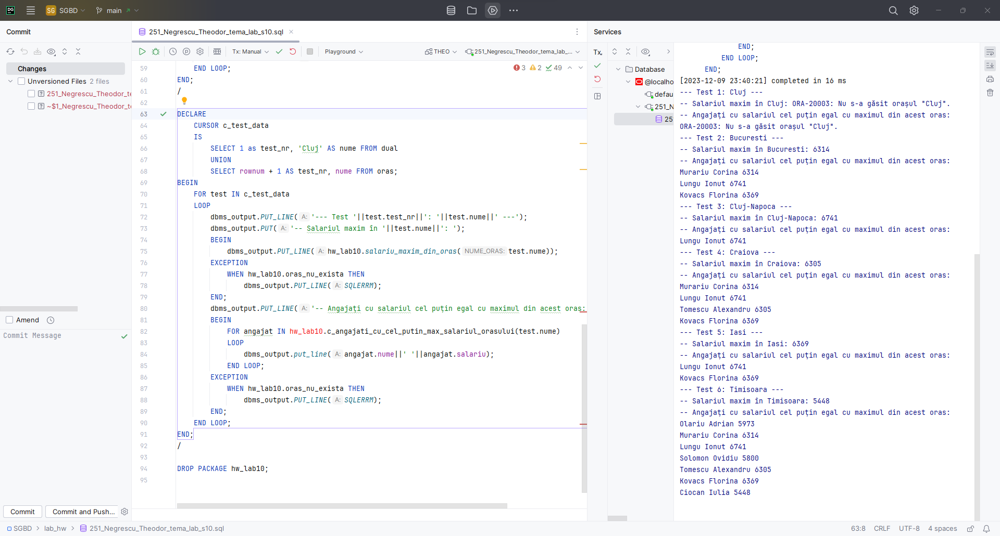 DG
SG SGBD
main
Commit
251_Negrescu_Theodor_tema_lab_s10.sql
Services
Tx: Manual
Playground
THEO
251_Negrescu_Theodor_tema_lab_...
Tx
Changes
Unversioned Files 2 files
251_Negrescu_Theodor_te
~$1_Negrescu_Theodor_t
Amend
Commit Message
Commit
Commit and Push...
3 2 49
59 END LOOP;
60 END;
61 /
62
63 DECLARE
64 CURSOR c_test_data
65 IS
66 SELECT 1 as test_nr, 'Cluj' AS nume FROM dual
67 UNION
68 SELECT rownum + 1 AS test_nr, nume FROM oras;
69 BEGIN
70 FOR test IN c_test_data
71 LOOP
72 dbms_output.PUT_LINE( A: '--- Test '||test.test_nr||': '||test.nume||' ---');
73 dbms_output.PUT( A: '-- Salariul maxim în '||test.nume||': ');
74 BEGIN
75 dbms_output.PUT_LINE( A: hw_lab10.salariu_maxim_din_oras( NUME_ORAS: test.nume));
76 EXCEPTION
77 WHEN hw_lab10.oras_nu_exista THEN
78 dbms_output.PUT_LINE( A: SQLERRM);
79 END;
80 dbms_output.PUT_LINE( A: '-- Angajați cu salariul cel puțin egal cu maximul din acest oras:
81 BEGIN
82 FOR angajat IN hw_lab10.c_angajati_cu_cel_putin_max_salariul_orasului(test.nume)
83 LOOP
84 dbms_output.put_line( A: angajat.nume||' '||angajat.salariu);
85 END LOOP;
86 EXCEPTION
87 WHEN hw_lab10.oras_nu_exista THEN
88 dbms_output.PUT_LINE( A: SQLERRM);
89 END;
90 END LOOP;
91 END;
92 /
93
94 DROP PACKAGE hw_lab10;
95
Database
@localho
defau
251_N
25
END;
END LOOP;
END;
[2023-12-09 23:40:21] completed in 16 ms
--- Test 1: Cluj ---
-- Salariul maxim în Cluj: ORA-20003: Nu s-a găsit orașul "Cluj".
-- Angajați cu salariul cel puțin egal cu maximul din acest oras:
ORA-20003: Nu s-a găsit orașul "Cluj".
--- Test 2: Bucuresti ---
-- Salariul maxim în Bucuresti: 6314
-- Angajați cu salariul cel puțin egal cu maximul din acest oras:
Murariu Corina 6314
Lungu Ionut 6741
Kovacs Florina 6369
--- Test 3: Cluj-Napoca ---
-- Salariul maxim în Cluj-Napoca: 6741
-- Angajați cu salariul cel puțin egal cu maximul din acest oras:
Lungu Ionut 6741
--- Test 4: Craiova ---
-- Salariul maxim în Craiova: 6305
-- Angajați cu salariul cel puțin egal cu maximul din acest oras:
Murariu Corina 6314
Lungu Ionut 6741
Tomescu Alexandru 6305
Kovacs Florina 6369
--- Test 5: Iasi ---
-- Salariul maxim în Iasi: 6369
-- Angajați cu salariul cel puțin egal cu maximul din acest oras:
Lungu Ionut 6741
Kovacs Florina 6369
--- Test 6: Timisoara ---
-- Salariul maxim în Timisoara: 5448
-- Angajați cu salariul cel puțin egal cu maximul din acest oras:
Olariu Adrian 5973
Murariu Corina 6314
Lungu Ionut 6741
Solomon Ovidiu 5800
Tomescu Alexandru 6305
Kovacs Florina 6369
Ciocan Iulia 5448
SGBD > lab_hw > 251_Negrescu_Theodor_tema_lab_s10.sql
63:8 CRLF UTF-8 4 spaces